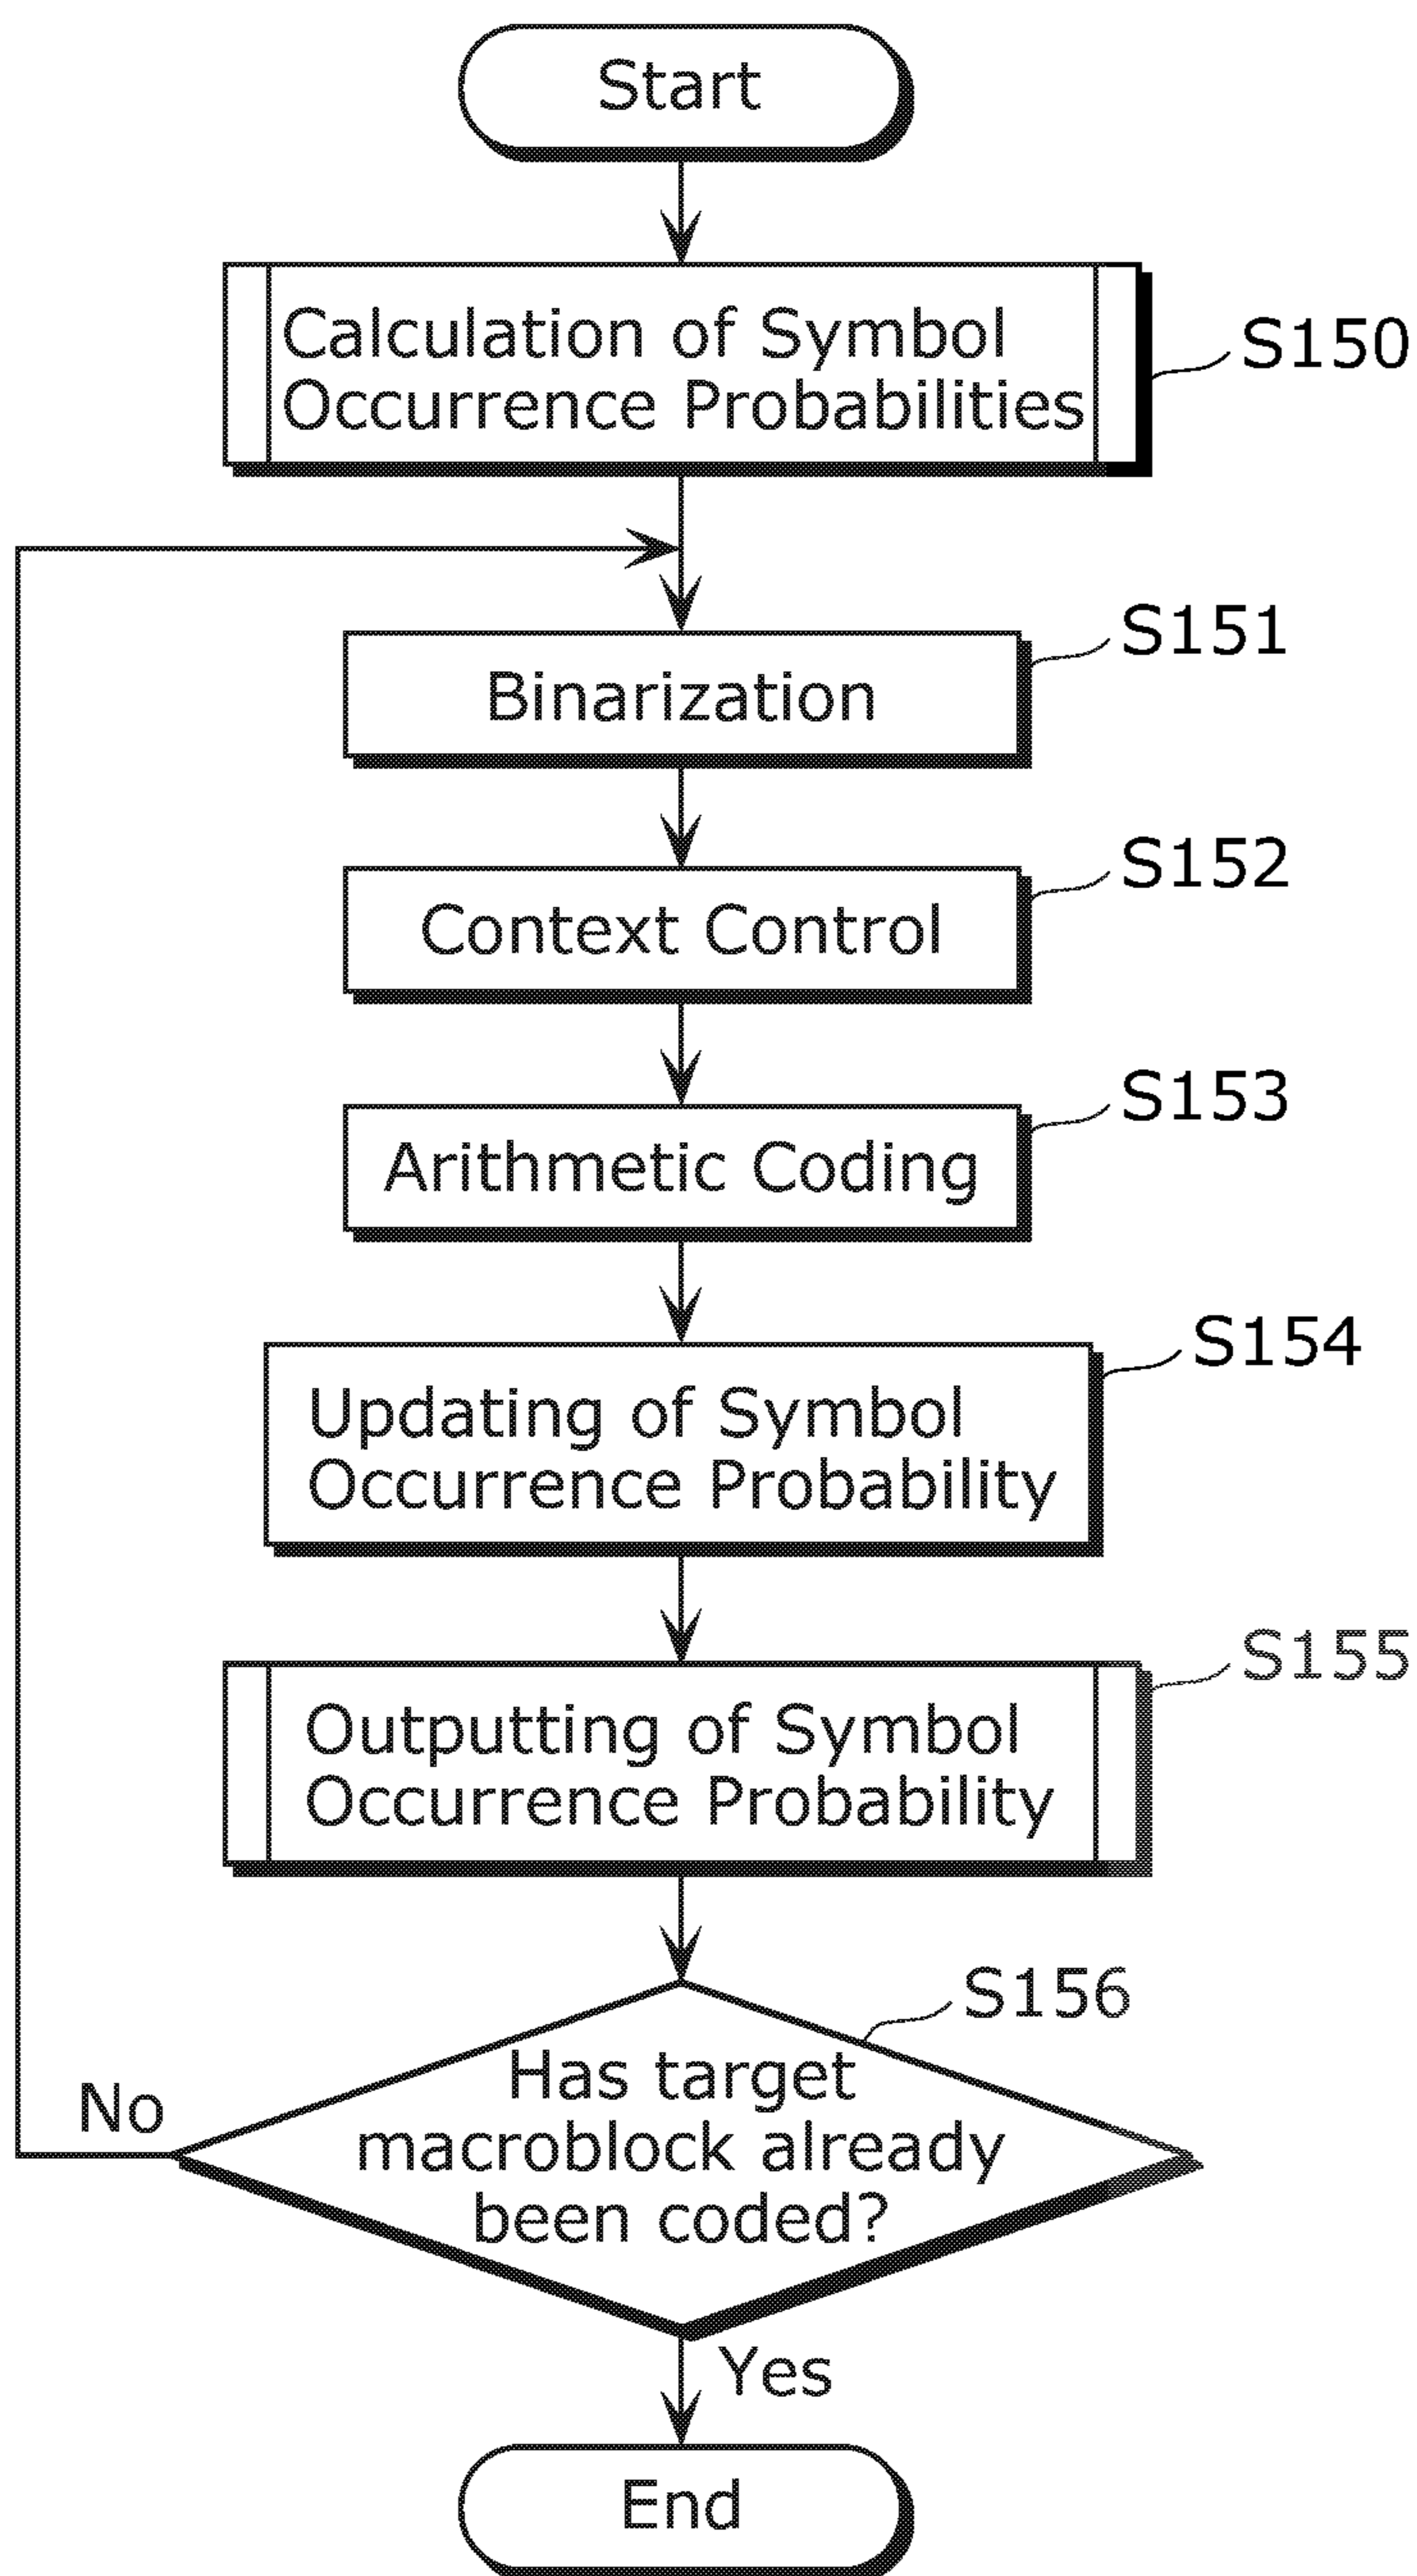 Start
Calculation of Symbol
Occurrence Probabilities
S150
S151
Binarization
S152
Context Control
S153
Arithmetic Coding
S154
Updating of Symbol
Occurrence Probability
S155
Outputting of Symbol
Occurrence Probability
S156
Has target
macroblock already
been coded?
No
Yes
End